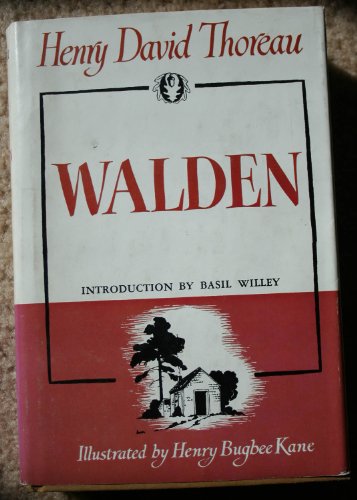 Henry David Thoreau
WALDEN
INTRODUCTION BY BASIL WILLEY
Illustrated by Henry Bugbee Kane